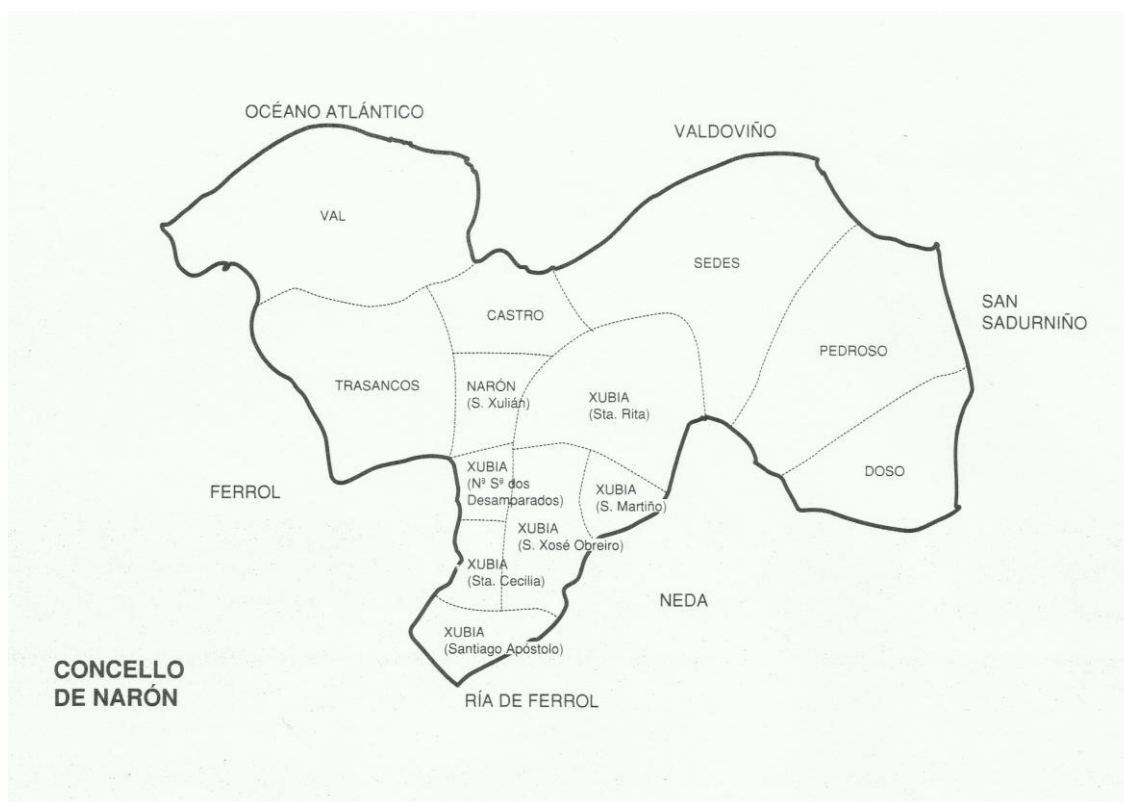 OCÉANO ATLÁNTICO
VALDOVIÑO
VAL
SEDES
CASTRO
SAN
SADURNIÑO
PEDROSO
TRASANCOS
NARÓN
(S. Xulián)
XUBIA
(Sta. Rita)
XUBIA
(Nª Sª dos
Desamparados)
DOSO
FERROL
XUBIA
(S. Martiño)
XUBIA
(S. Xosé Obreiro)
XUBIA
(Sta. Cecilia)
NEDA
XUBIA
(Santiago Apóstolo)
CONCELLO
DE NARÓN
RÍA DE FERROL